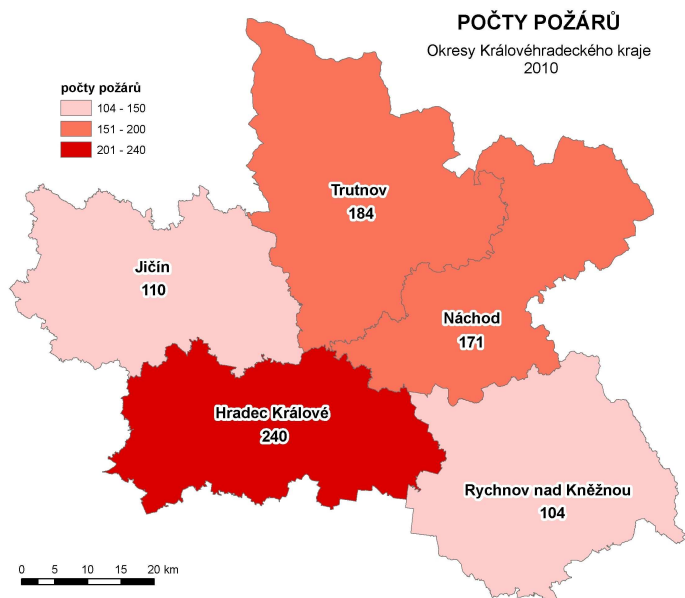 POČTY POŽÁRŮ
Okresy Královéhradeckého kraje
2010
počty požárů
104 - 150
151 - 200
201 - 240
Trutnov
184
Jičín
110
Náchod
171
Hradec Králové
240
Rychnov nad Kněžnou
104
0 5 10 15 20 km